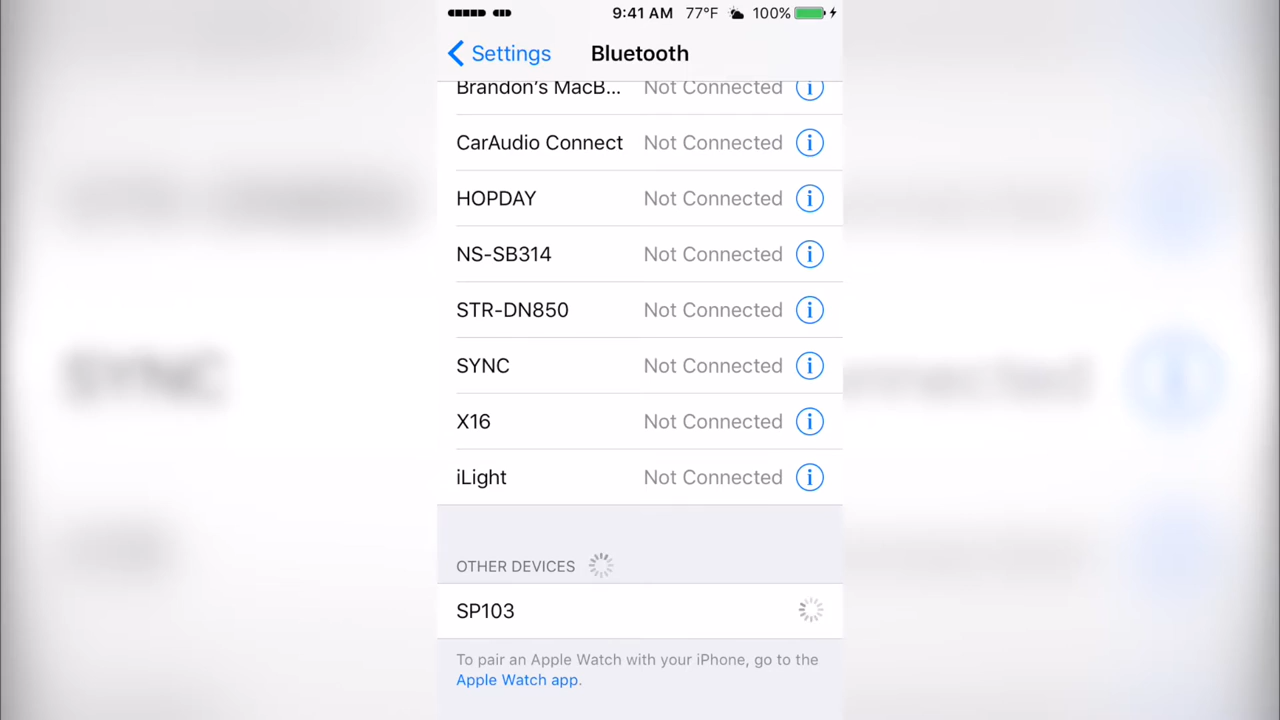 9:41 AM 77°F 100%
Settings Bluetooth
Brandon's MacB... Not Connected
CarAudio Connect Not Connected
HOPDAY Not Connected
NS-SB314 Not Connected
STR-DN850 Not Connected
SYNC Not Connected
X16 Not Connected
iLight Not Connected
OTHER DEVICES
SP103
To pair an Apple Watch with your iPhone, go to the
Apple Watch app.